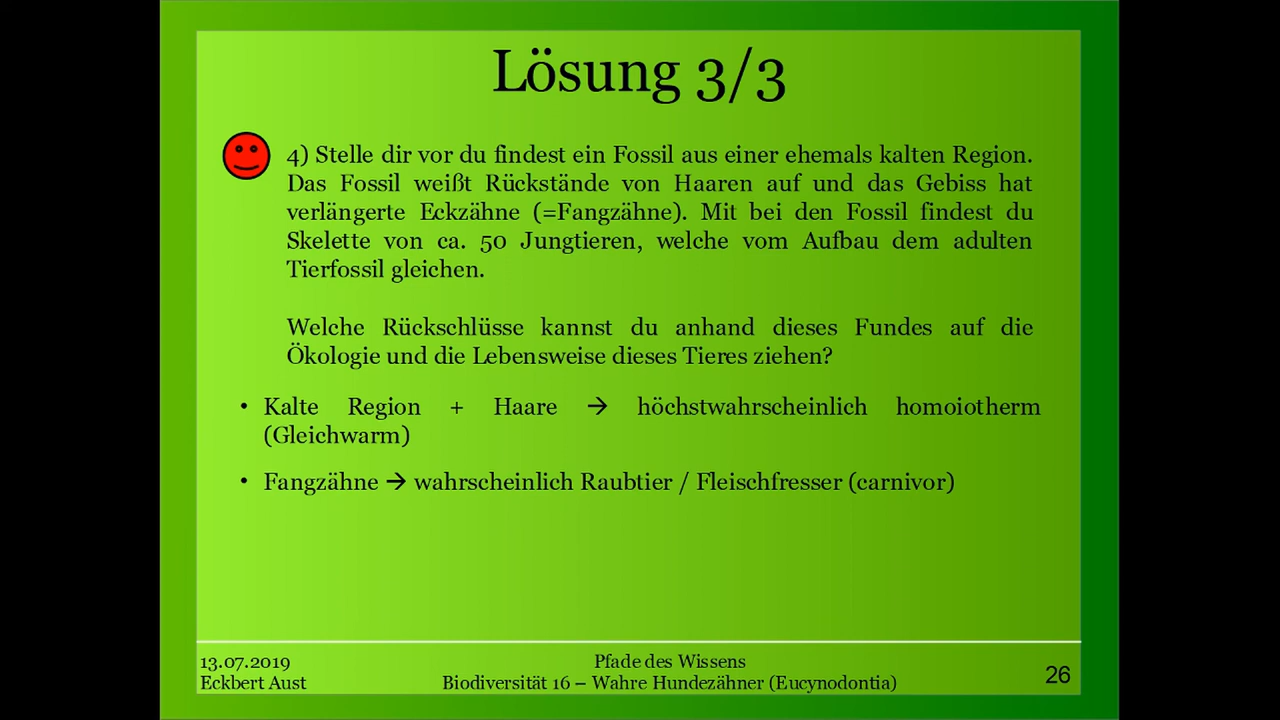 Lösung 3/3
4) Stelle dir vor du findest ein Fossil aus einer ehemals kalten Region.
Das Fossil weißt Rückstände von Haaren auf und das Gebiss hat
verlängerte Eckzähne (=Fangzähne). Mit bei den Fossil findest du
Skelette von ca. 50 Jungtieren, welche vom Aufbau dem adulten
Tierfossil gleichen.
Welche Rückschlüsse kannst du anhand dieses Fundes auf die
Ökologie und die Lebensweise dieses Tieres ziehen?
• Kalte Region + Haare → höchstwahrscheinlich homoiotherm
(Gleichwarm)
• Fangzähne → wahrscheinlich Raubtier / Fleischfresser (carnivor)
13.07.2019
Eckbert Aust
Pfade des Wissens
Biodiversität 16 – Wahre Hundezähner (Eucynodontia)
26